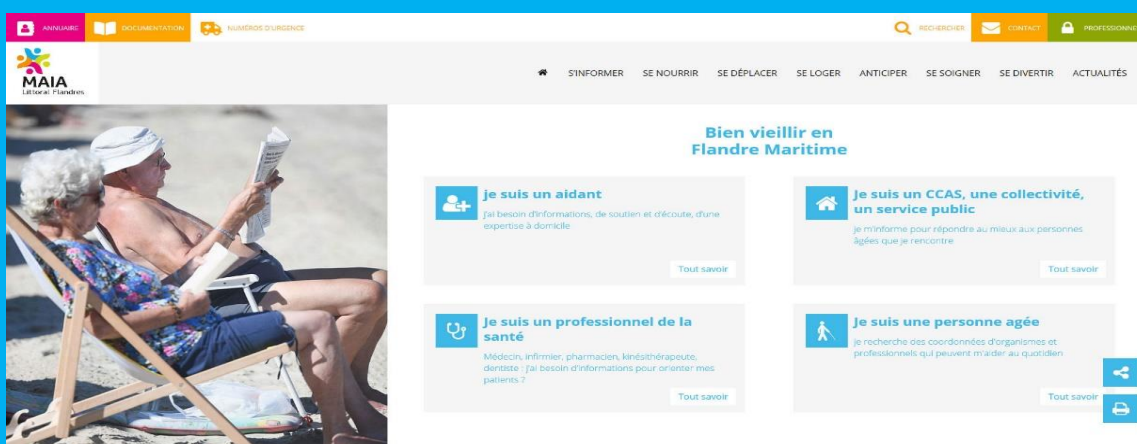 ANNUAIRE DOCUMENTATION NUMÉROS D'URGENCE RECHERCHER CONTACT
MAIA
Littoral Flandres
S'INFORMER SE NOURRIR SE DÉPLACER SE LOGER ANTICIPER SE SOIGNER SE DIVERTIR ACTUALITÉS
Bien vieillir en
Flandre Maritime
je suis un aidant
j'ai besoin d'informations, de soutien et d'écoute, d'une
expertise à domicile
Tout savoir
Je suis un CCAS, une collectivité,
un service public
je m'informe pour répondre au mieux aux personnes
âgées que je rencontre
Tout savoir
Je suis un professionnel de la
santé
Médecin, infirmier, pharmacien, kinésithérapeute,
dentiste : j'ai besoin d'informations pour orienter mes
patients ?
Tout savoir
Je suis une personne agée
je recherche des coordonnées d'organismes et
professionnels qui peuvent m'aider au quotidien
Tout savoir